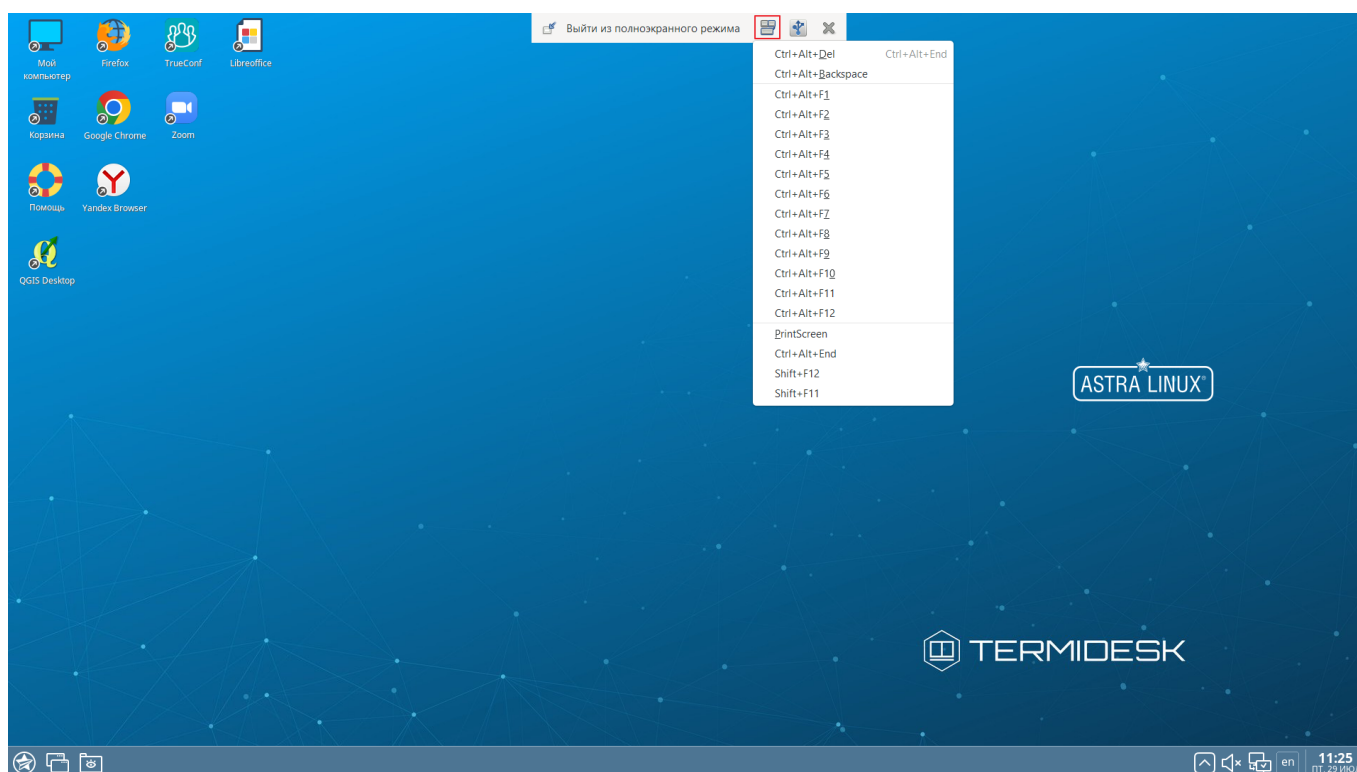 Выйти из полноэкранного режима
Мой
компьютер
Firefox
TrueConf
Libreoffice
Корзина
Google Chrome
Zoom
Помощь
Yandex Browser
QGIS Desktop
Ctrl+Alt+Del Ctrl+Alt+End
Ctrl+Alt+Backspace
Ctrl+Alt+F1
Ctrl+Alt+F2
Ctrl+Alt+F3
Ctrl+Alt+F4
Ctrl+Alt+F5
Ctrl+Alt+F6
Ctrl+Alt+F7
Ctrl+Alt+F8
Ctrl+Alt+F9
Ctrl+Alt+F10
Ctrl+Alt+F11
Ctrl+Alt+F12
PrintScreen
Ctrl+Alt+End
Shift+F12
Shift+F11
ASTRA LINUX®
TERMIDESK
en
11:25
ПТ, 29